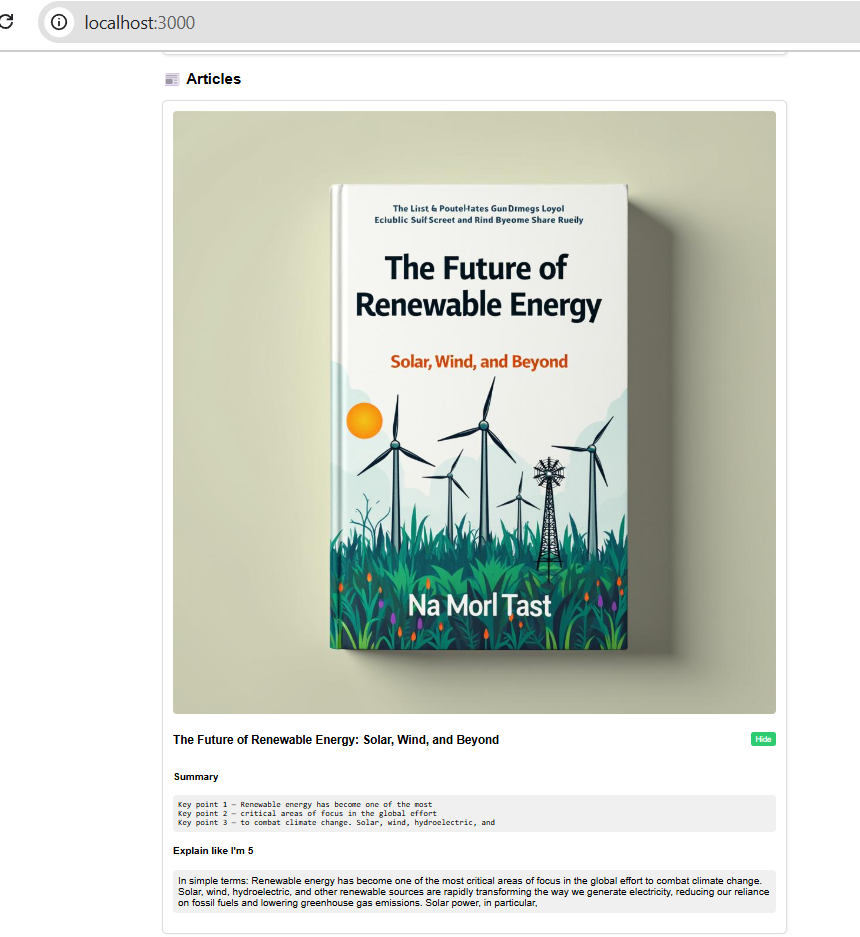 localhost:3000
Articles
The List & Poutel-lates GunDrmegs Loyol
Eclublic Suif Screet and Rind Byeome Share Rueily
The Future of
Renewable Energy
Solar, Wind, and Beyond
Na Morl Tast
The Future of Renewable Energy: Solar, Wind, and Beyond
Hide
Summary
Key point 1 — Renewable energy has become one of the most
Key point 2 — critical areas of focus in the global effort
Key point 3 — to combat climate change. Solar, wind, hydroelectric, and
Explain like I'm 5
In simple terms: Renewable energy has become one of the most critical areas of focus in the global effort to combat climate change.
Solar, wind, hydroelectric, and other renewable sources are rapidly transforming the way we generate electricity, reducing our reliance
on fossil fuels and lowering greenhouse gas emissions. Solar power, in particular,